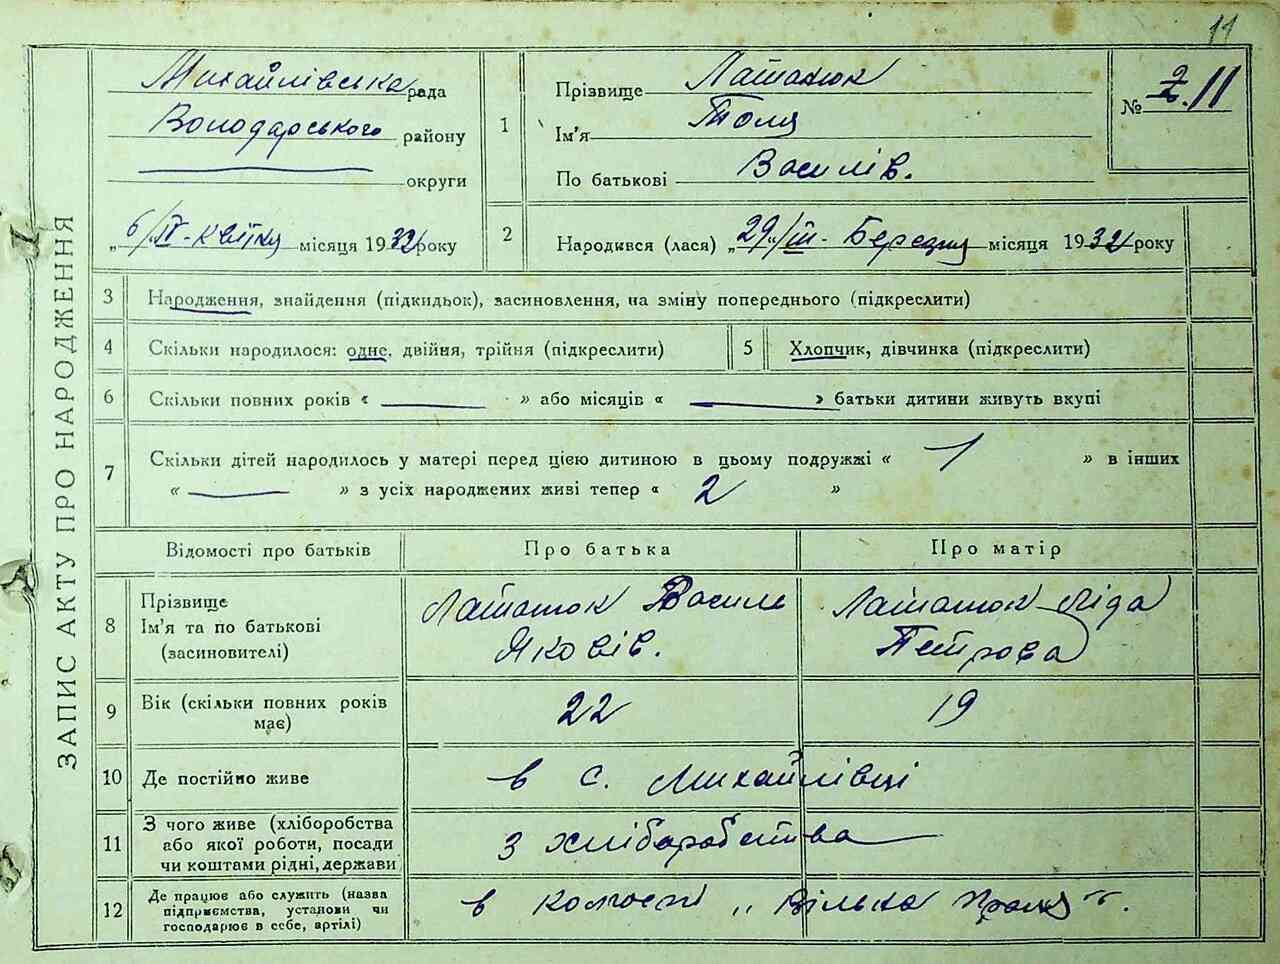 11
ЗАПИС АКТУ ПРО НАРОДЖЕННЯ
Михайлівська рада
Володарського району
округи
„6/IV-квітня місяця 1932 року
1
Прізвище Латанюк
Ім'я Толя
По батькові Василів.
№ 11
2
Народився (лася) „29„/III- Березня місяця 1932 року
3 Народження, знайдення (підкидьок), засиновлення, на зміну попереднього (підкреслити)
4 Скільки народилося: одне, двійня, трійня (підкреслити)
5 Хлопчик, дівчинка (підкреслити)
6 Скільки повних років « » або місяців « » батьки дитини живуть вкупі
7 Скільки дітей народилось у матері перед цією дитиною в цьому подружжі « 1 » в інших
« — » з усіх народжених живі тепер « 2 »
Відомості про батьків Про батька Про матір
8 Прізвище
Ім'я та по батькові
(засиновителі)
Латанюк Василь
Яковів.
Латанюк Ліда
Петрова
9 Вік (скільки повних років
має)
22 19
10 Де постійно живе в с. Михайлівці
11 З чого живе (хліборобства
або якої роботи, посади
чи коштами рідні, держави
З хліборобства
12 Де працює або служить (назва
підприємства, установи чи
господарює в себе, артілі)
в колгоспі „Вільна Праця".